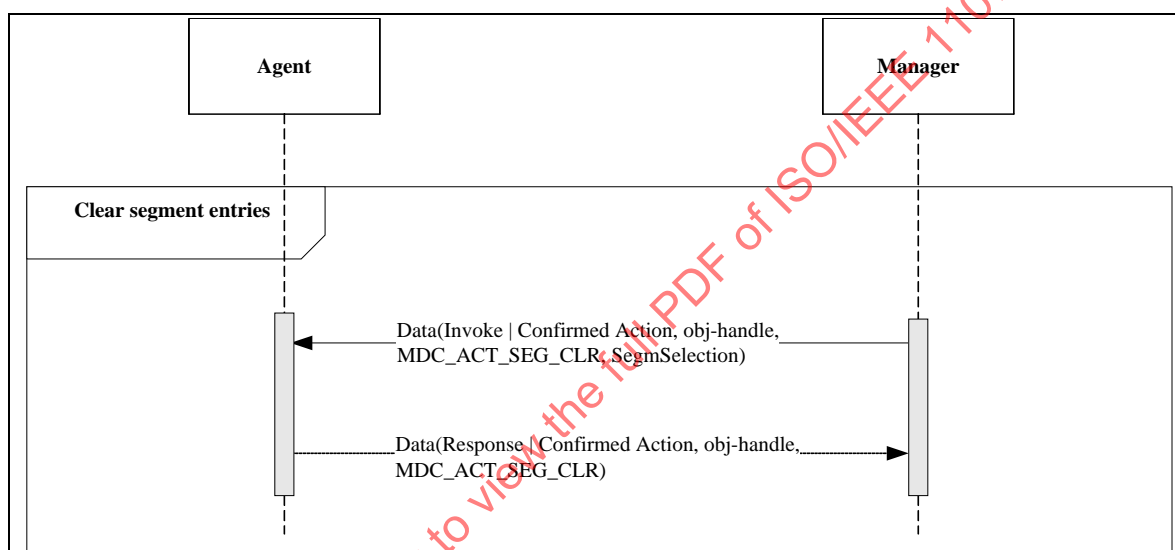 Agent
Manager
Clear segment entries
Data(Invoke | Confirmed Action, obj-handle,
MDC_ACT_SEG_CLR, SegmSelection)
Data(Response | Confirmed Action, obj-handle,
MDC_ACT_SEG_CLR)
to view the full PDF of ISO/IEEE 110